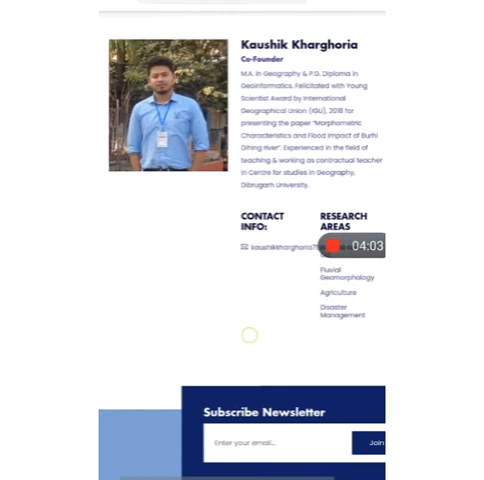 Kaushik Kharghoria
Co-Founder
M.A. in Geography & P.G. Diploma in
Geoinformatics. Felicitated with Young
Scientist Award by International
Geographical Union (IGU), 2018 for
presenting the paper "Morphometric
Characteristics and Flood Impact of Burhi
Dihing river". Experienced in the field of
teaching & working as contractual teacher
in Centre for studies in Geography,
Dibrugarh University.
CONTACT
INFO:
RESEARCH
AREAS
04:03
Fluvial
Geomorphology
Agriculture
Disaster
Management
Subscribe Newsletter
Enter your email...
Join